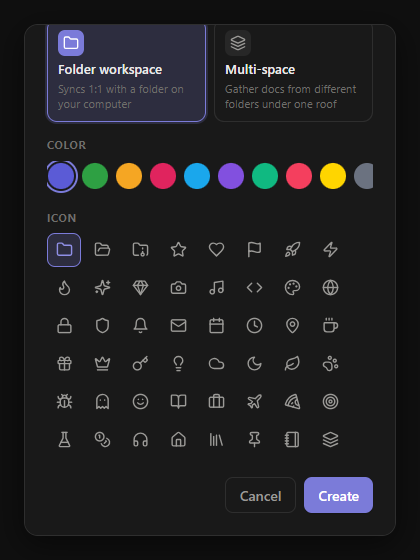 Folder workspace
Syncs 1:1 with a folder on
your computer
Multi-space
Gather docs from different
folders under one roof
COLOR
ICON
Cancel
Create